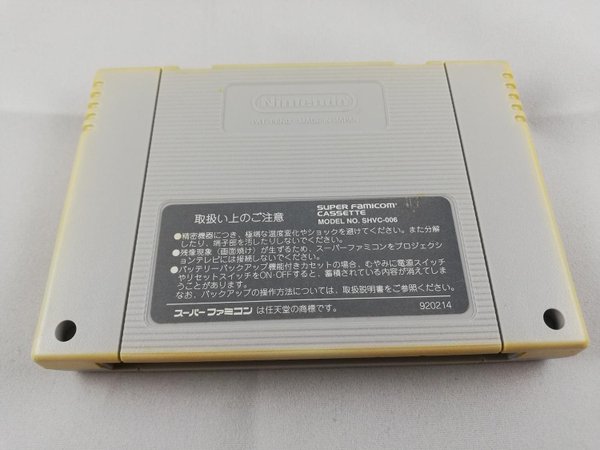 Nintendo
PAT. PEND. MADE IN JAPAN
取扱い上のご注意
SUPER FAMICOM
CASSETTE
MODEL NO. SHVC-006
●精密機器につき、極端な温度変化やショックを避けてください。また分解
したり、端子部を汚したりしないでください。
●残像現象（画面焼け）が生ずるため、スーパーファミコンをプロジェクシ
ョンテレビには接続しないでください。
●バッテリーバックアップ機能付きカセットの場合、むやみに電源スイッチ
やリセットスイッチをON・OFFすると、蓄積されている内容が消えてしま
うことがあります。
なお、バックアップの操作方法については、取扱説明書をご参照ください。
スーパーファミコン は任天堂の商標です。
920214